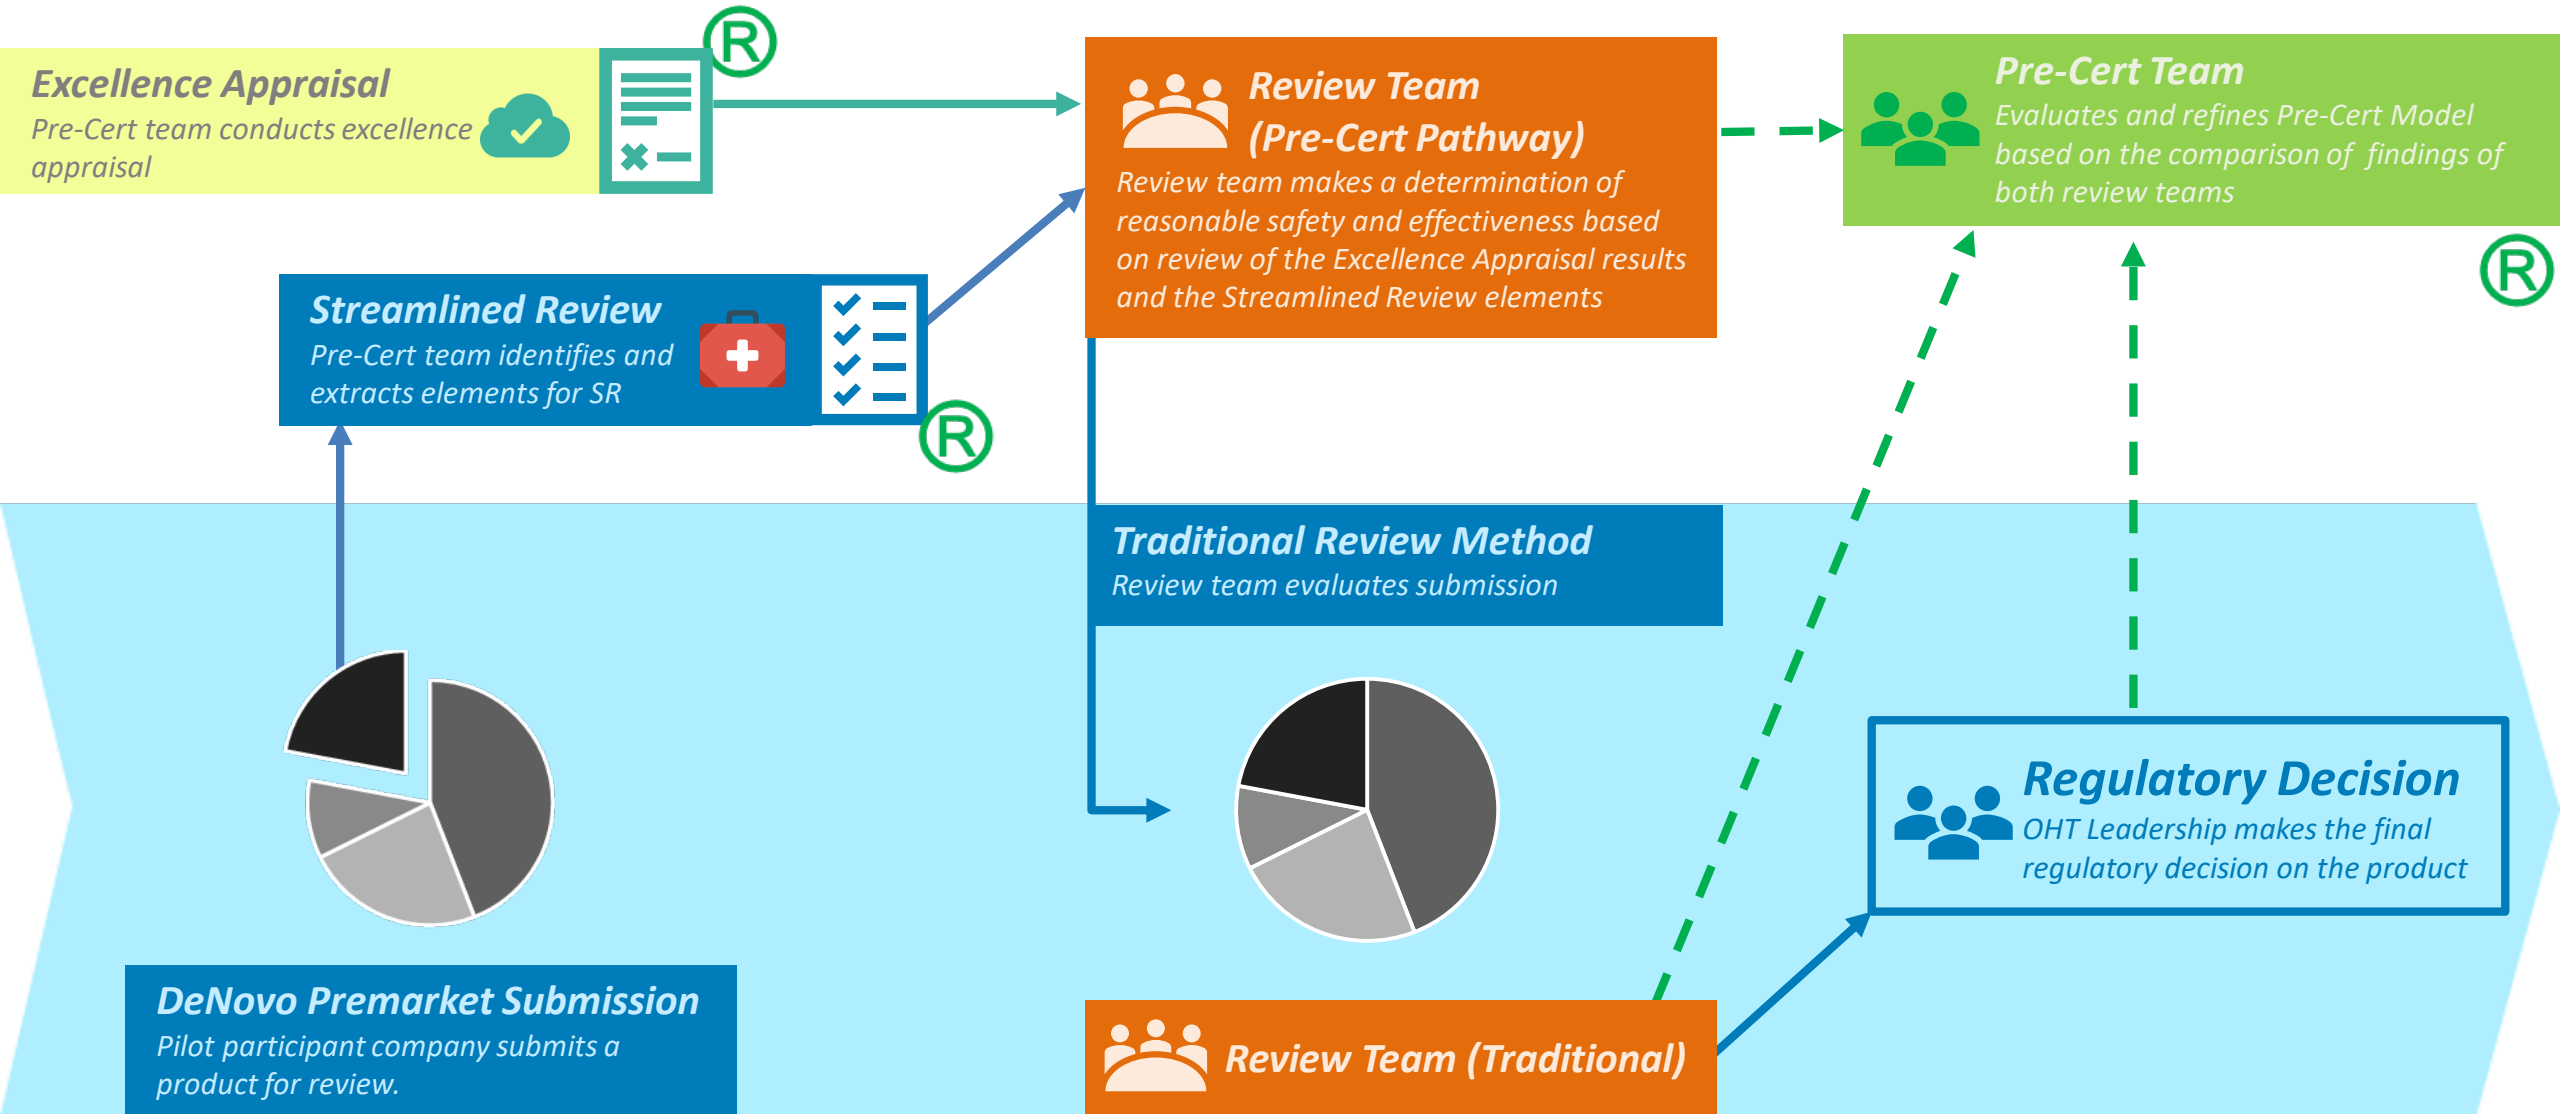 Excellence Appraisal
Pre-Cert team conducts excellence
appraisal
®
Review Team
(Pre-Cert Pathway)
Review team makes a determination of
reasonable safety and effectiveness based
on review of the Excellence Appraisal results
and the Streamlined Review elements
Pre-Cert Team
Evaluates and refines Pre-Cert Model
based on the comparison of findings of
both review teams
®
Streamlined Review
Pre-Cert team identifies and
extracts elements for SR
®
Traditional Review Method
Review team evaluates submission
Regulatory Decision
OHT Leadership makes the final
regulatory decision on the product
DeNovo Premarket Submission
Pilot participant company submits a
product for review.
Review Team (Traditional)